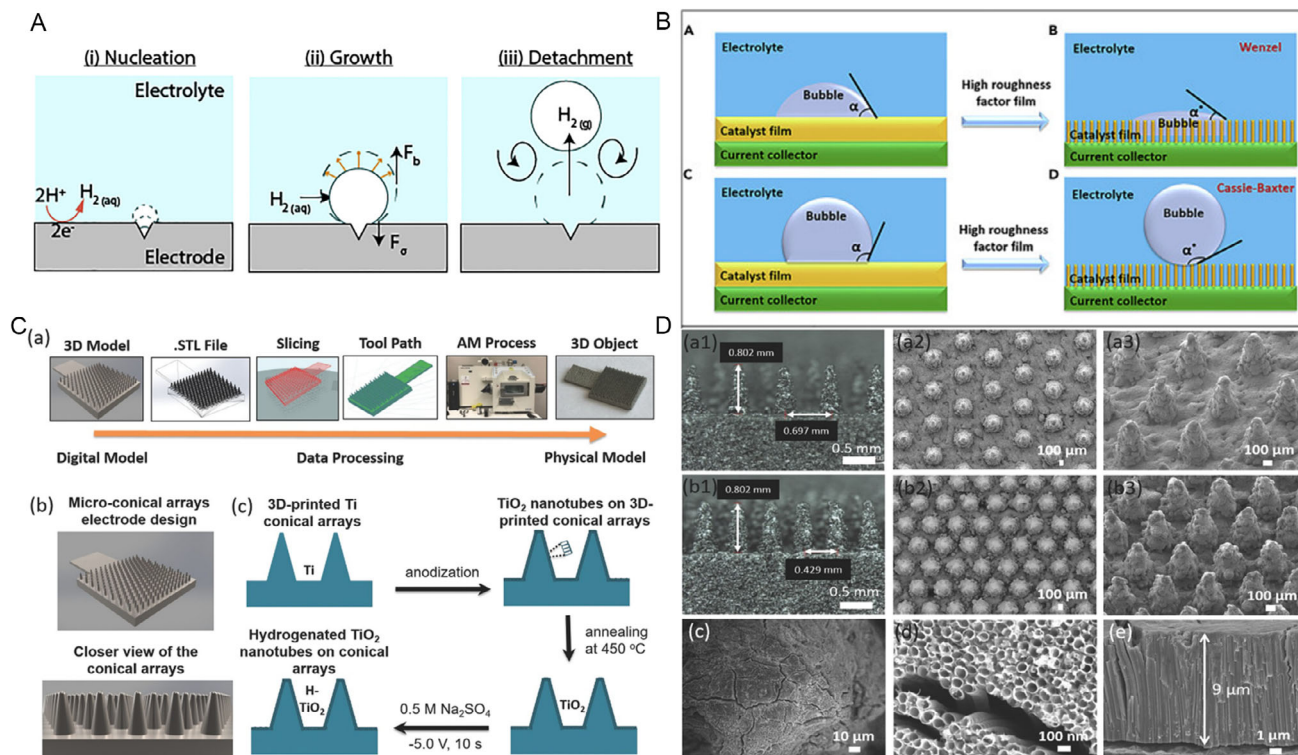 A
(i) Nucleation
(ii) Growth
(iii) Detachment
Electrolyte
2H+
H2 (aq)
2e-
Electrode
H2 (aq)
Fb
Fσ
H2 (g)
B
A
Electrolyte
Bubble
α
Catalyst film
Current collector
High roughness
factor film
B
Electrolyte
Wenzel
α*
Bubble
Catalyst film
Current collector
C
Electrolyte
Bubble
α
Catalyst film
Current collector
High roughness
factor film
D
Electrolyte
Cassie-Baxter
Bubble
α*
Catalyst film
Current collector
C
(a)
3D Model
.STL File
Slicing
Tool Path
AM Process
3D Object
Digital Model
Data Processing
Physical Model
(b)
Micro-conical arrays
electrode design
Closer view of the
conical arrays
(c)
3D-printed Ti
conical arrays
Ti
anodization
TiO2 nanotubes on 3D-
printed conical arrays
annealing
at 450 °C
TiO2
0.5 M Na2SO4
-5.0 V, 10 s
Hydrogenated TiO2
nanotubes on conical
arrays
H-
TiO2
D
(a1)
0.802 mm
0.697 mm
0.5 mm
(a2)
100 μm
(a3)
100 μm
(b1)
0.802 mm
0.429 mm
0.5 mm
(b2)
100 μm
(b3)
100 μm
(c)
10 μm
(d)
100 nm
(e)
9 μm
1 μm